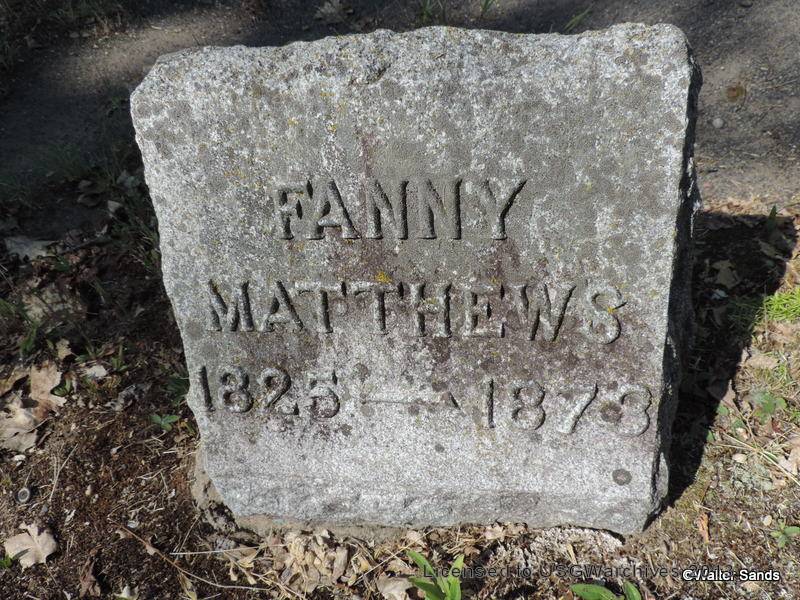 FANNY
MATTHEWS
1825 — 1873
Licensed to USGWarchives
C Walter Sands